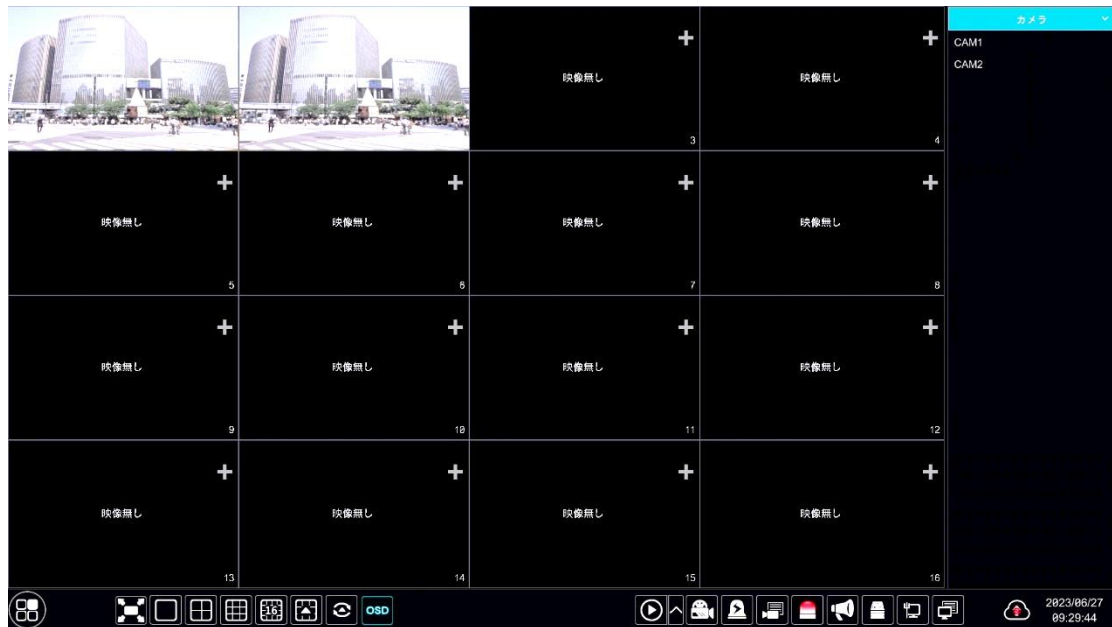 カメラ
CAM1
CAM2
映像無し
3
映像無し
4
映像無し
5
映像無し
6
映像無し
7
映像無し
8
映像無し
9
映像無し
10
映像無し
11
映像無し
12
映像無し
13
映像無し
14
映像無し
15
映像無し
16
16
OSD
2023/06/27
09:29:44